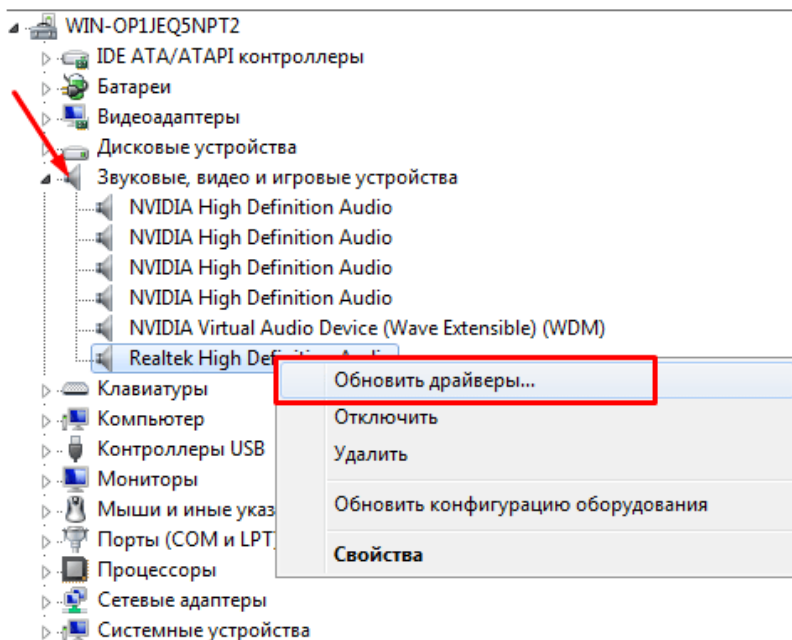 WIN-OP1JEQ5NPT2
IDE ATA/ATAPI контроллеры
Батареи
Видеоадаптеры
Дисковые устройства
Звуковые, видео и игровые устройства
NVIDIA High Definition Audio
NVIDIA High Definition Audio
NVIDIA High Definition Audio
NVIDIA High Definition Audio
NVIDIA Virtual Audio Device (Wave Extensible) (WDM)
Realtek High Definition Audio
Обновить драйверы...
Клавиатуры
Компьютер
Отключить
Контроллеры USB
Удалить
Мониторы
Мыши и иные указ
Обновить конфигурацию оборудования
Порты (COM и LPT)
Свойства
Процессоры
Сетевые адаптеры
Системные устройства